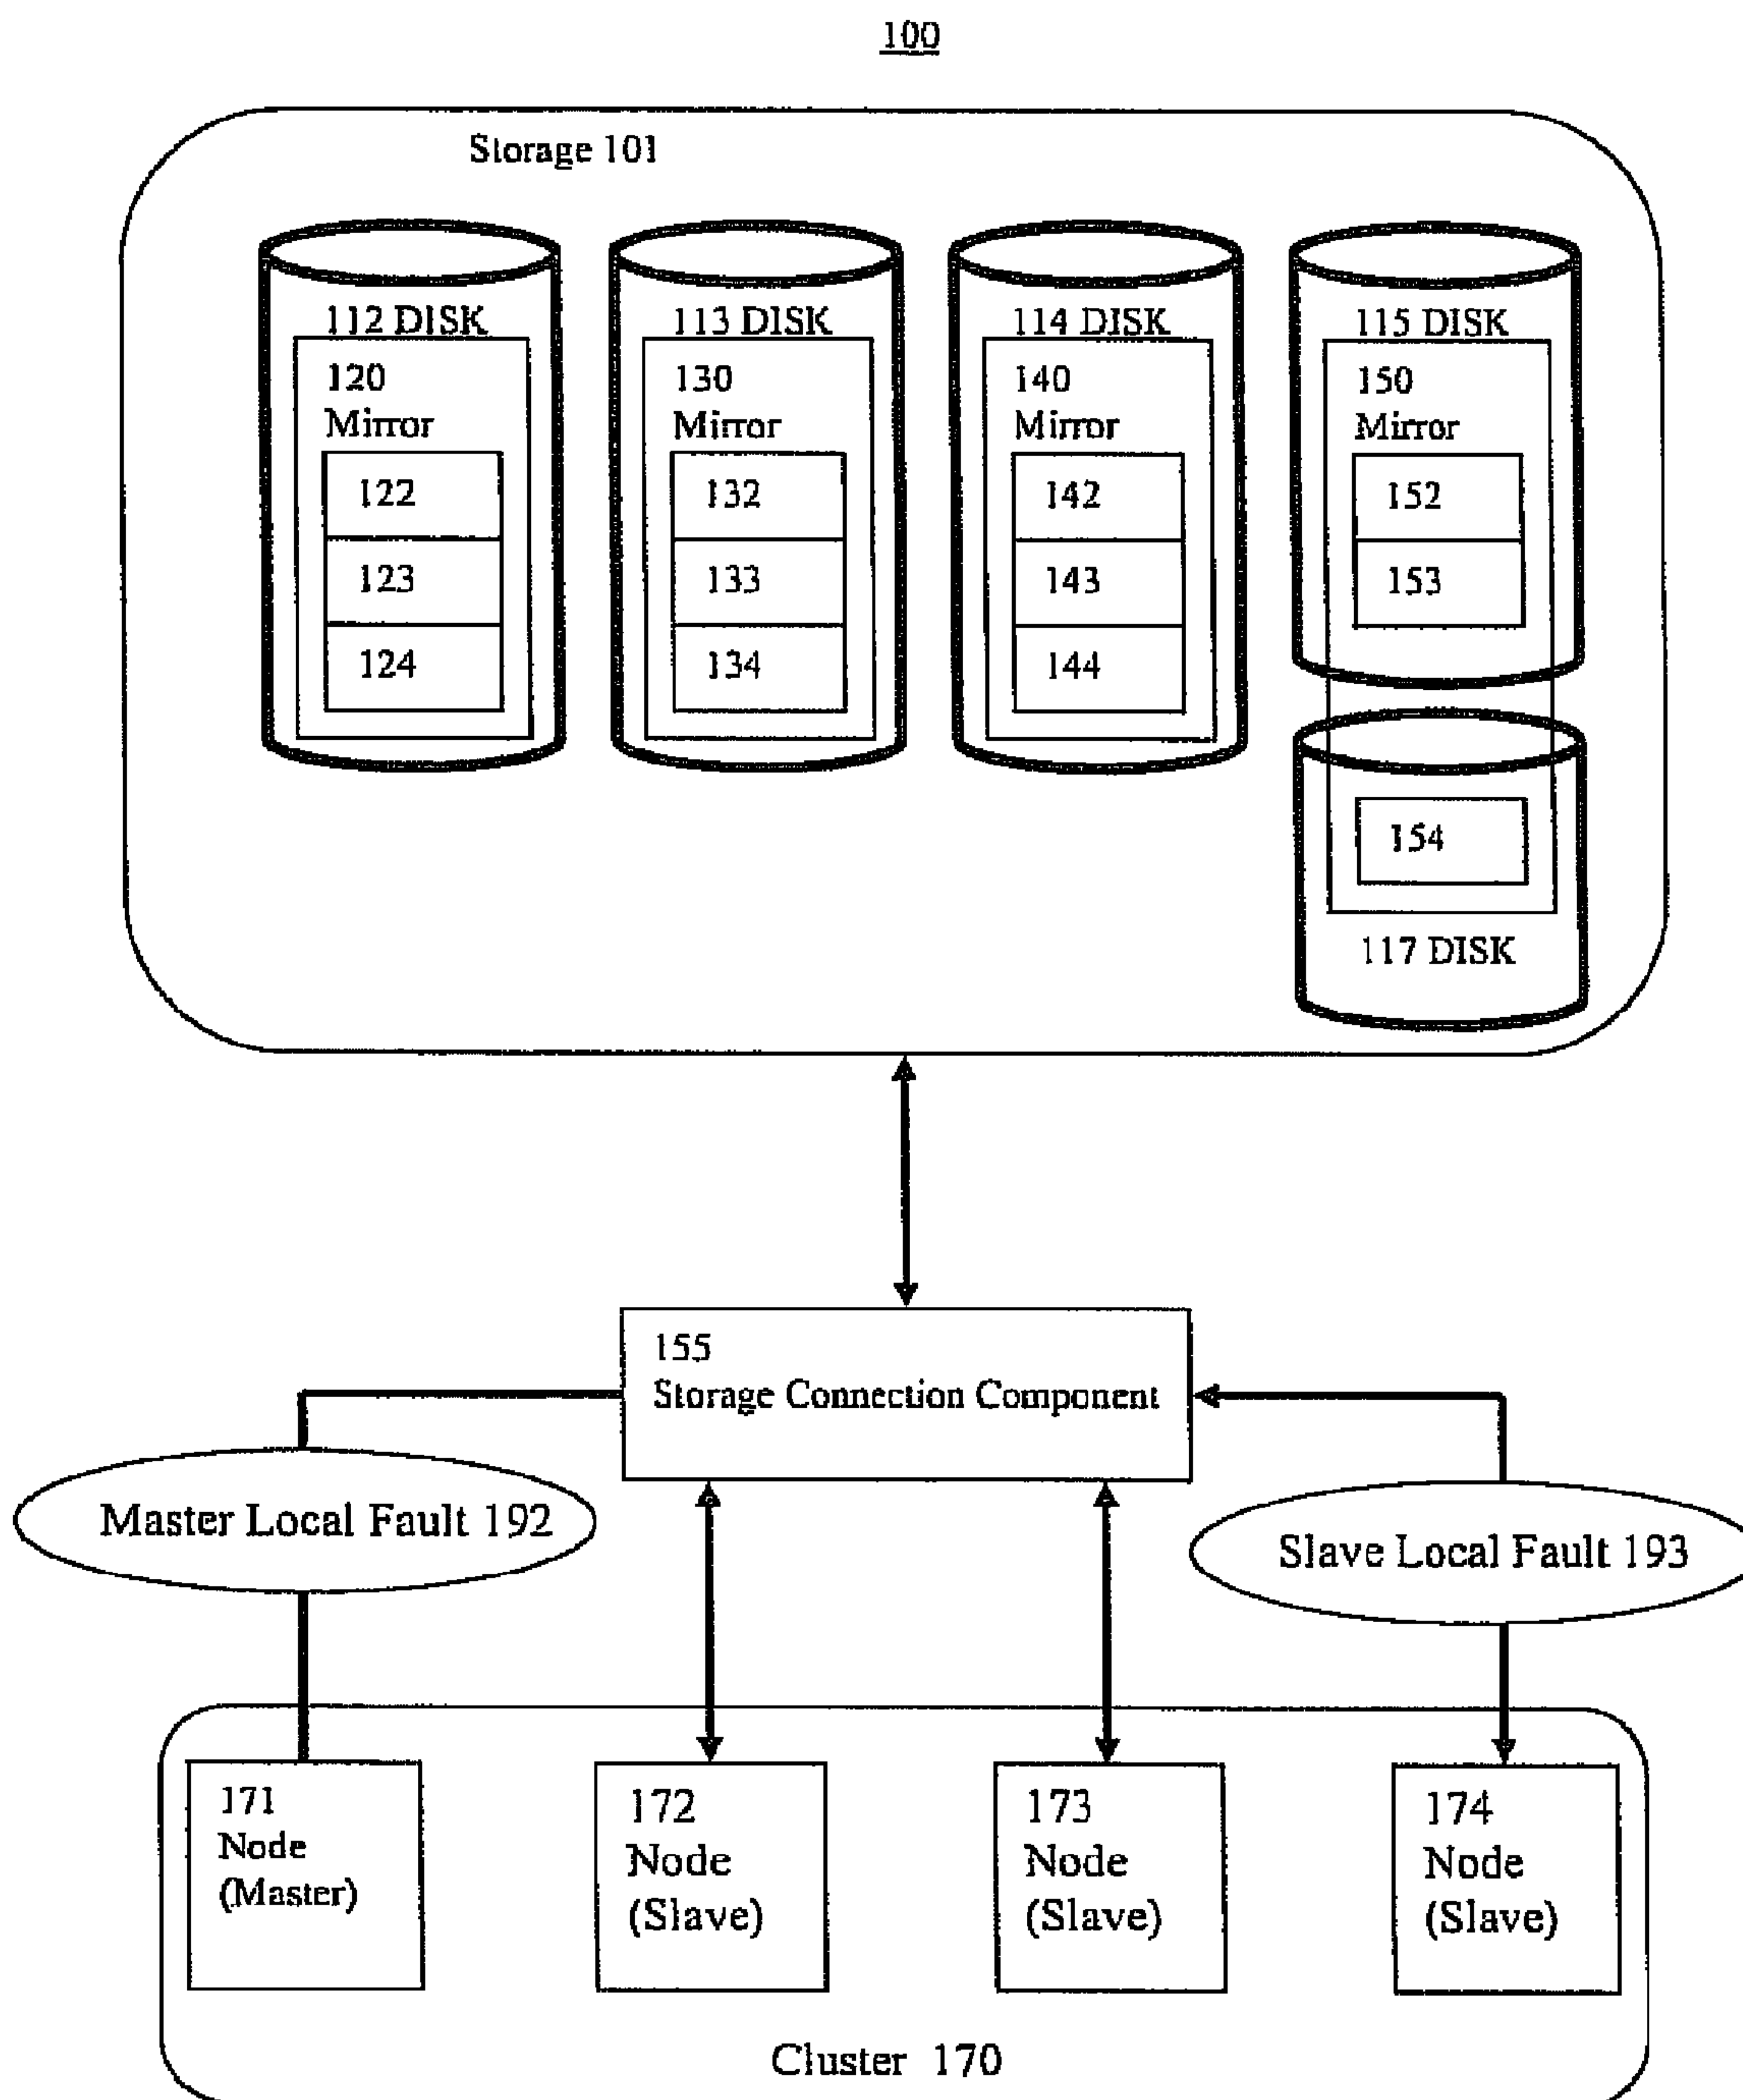 100
Storage 101
112 DISK
113 DISK
114 DISK
115 DISK
120
Mirror
130
Mirror
140
Mirror
150
Mirror
122
132
142
152
123
133
143
153
124
134
144
154
117 DISK
155
Storage Connection Component
Master Local Fault 192
Slave Local Fault 193
171
Node
(Master)
172
Node
(Slave)
173
Node
(Slave)
174
Node
(Slave)
Cluster 170